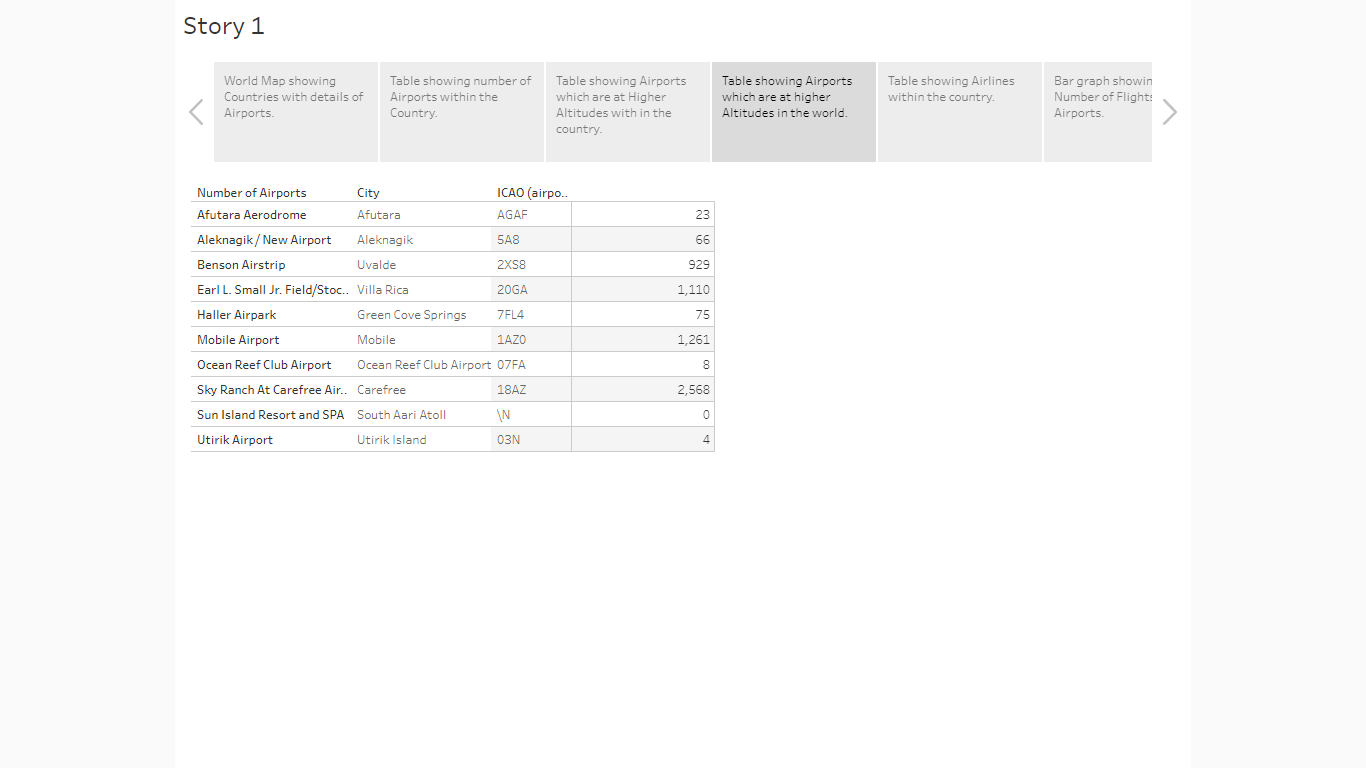 Story 1
World Map showing
Countries with details of
Airports.
Table showing number of
Airports within the
Country.
Table showing Airports
which are at Higher
Altitudes with in the
country.
Table showing Airports
which are at higher
Altitudes in the world.
Table showing Airlines
within the country.
Bar graph showin
Number of Flights
Airports.
Number of Airports City ICAO (airpo..
Afutara Aerodrome Afutara AGAF 23
Aleknagik / New Airport Aleknagik 5A8 66
Benson Airstrip Uvalde 2XS8 929
Earl L. Small Jr. Field/Stoc.. Villa Rica 20GA 1,110
Haller Airpark Green Cove Springs 7FL4 75
Mobile Airport Mobile 1AZ0 1,261
Ocean Reef Club Airport Ocean Reef Club Airport 07FA 8
Sky Ranch At Carefree Air.. Carefree 18AZ 2,568
Sun Island Resort and SPA South Aari Atoll \N 0
Utirik Airport Utirik Island 03N 4